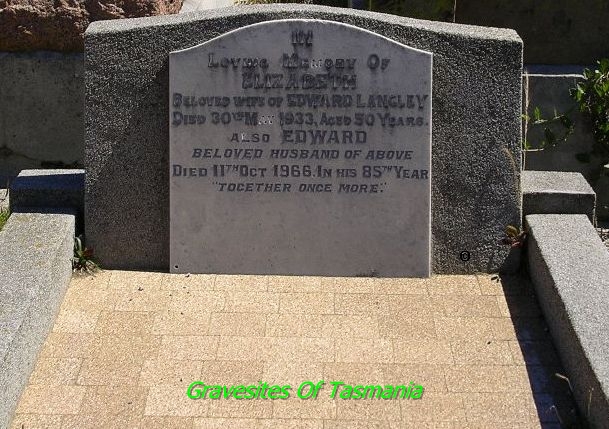 In
Loving Memory Of
ELIZABETH
Beloved wife of EDWARD LANGLEY
Died 30th May 1933, Aged 50 Years.
Also EDWARD
BELOVED HUSBAND OF ABOVE
Died 11th Oct 1966. In his 85th Year
"TOGETHER ONCE MORE."
Gravesites Of Tasmania